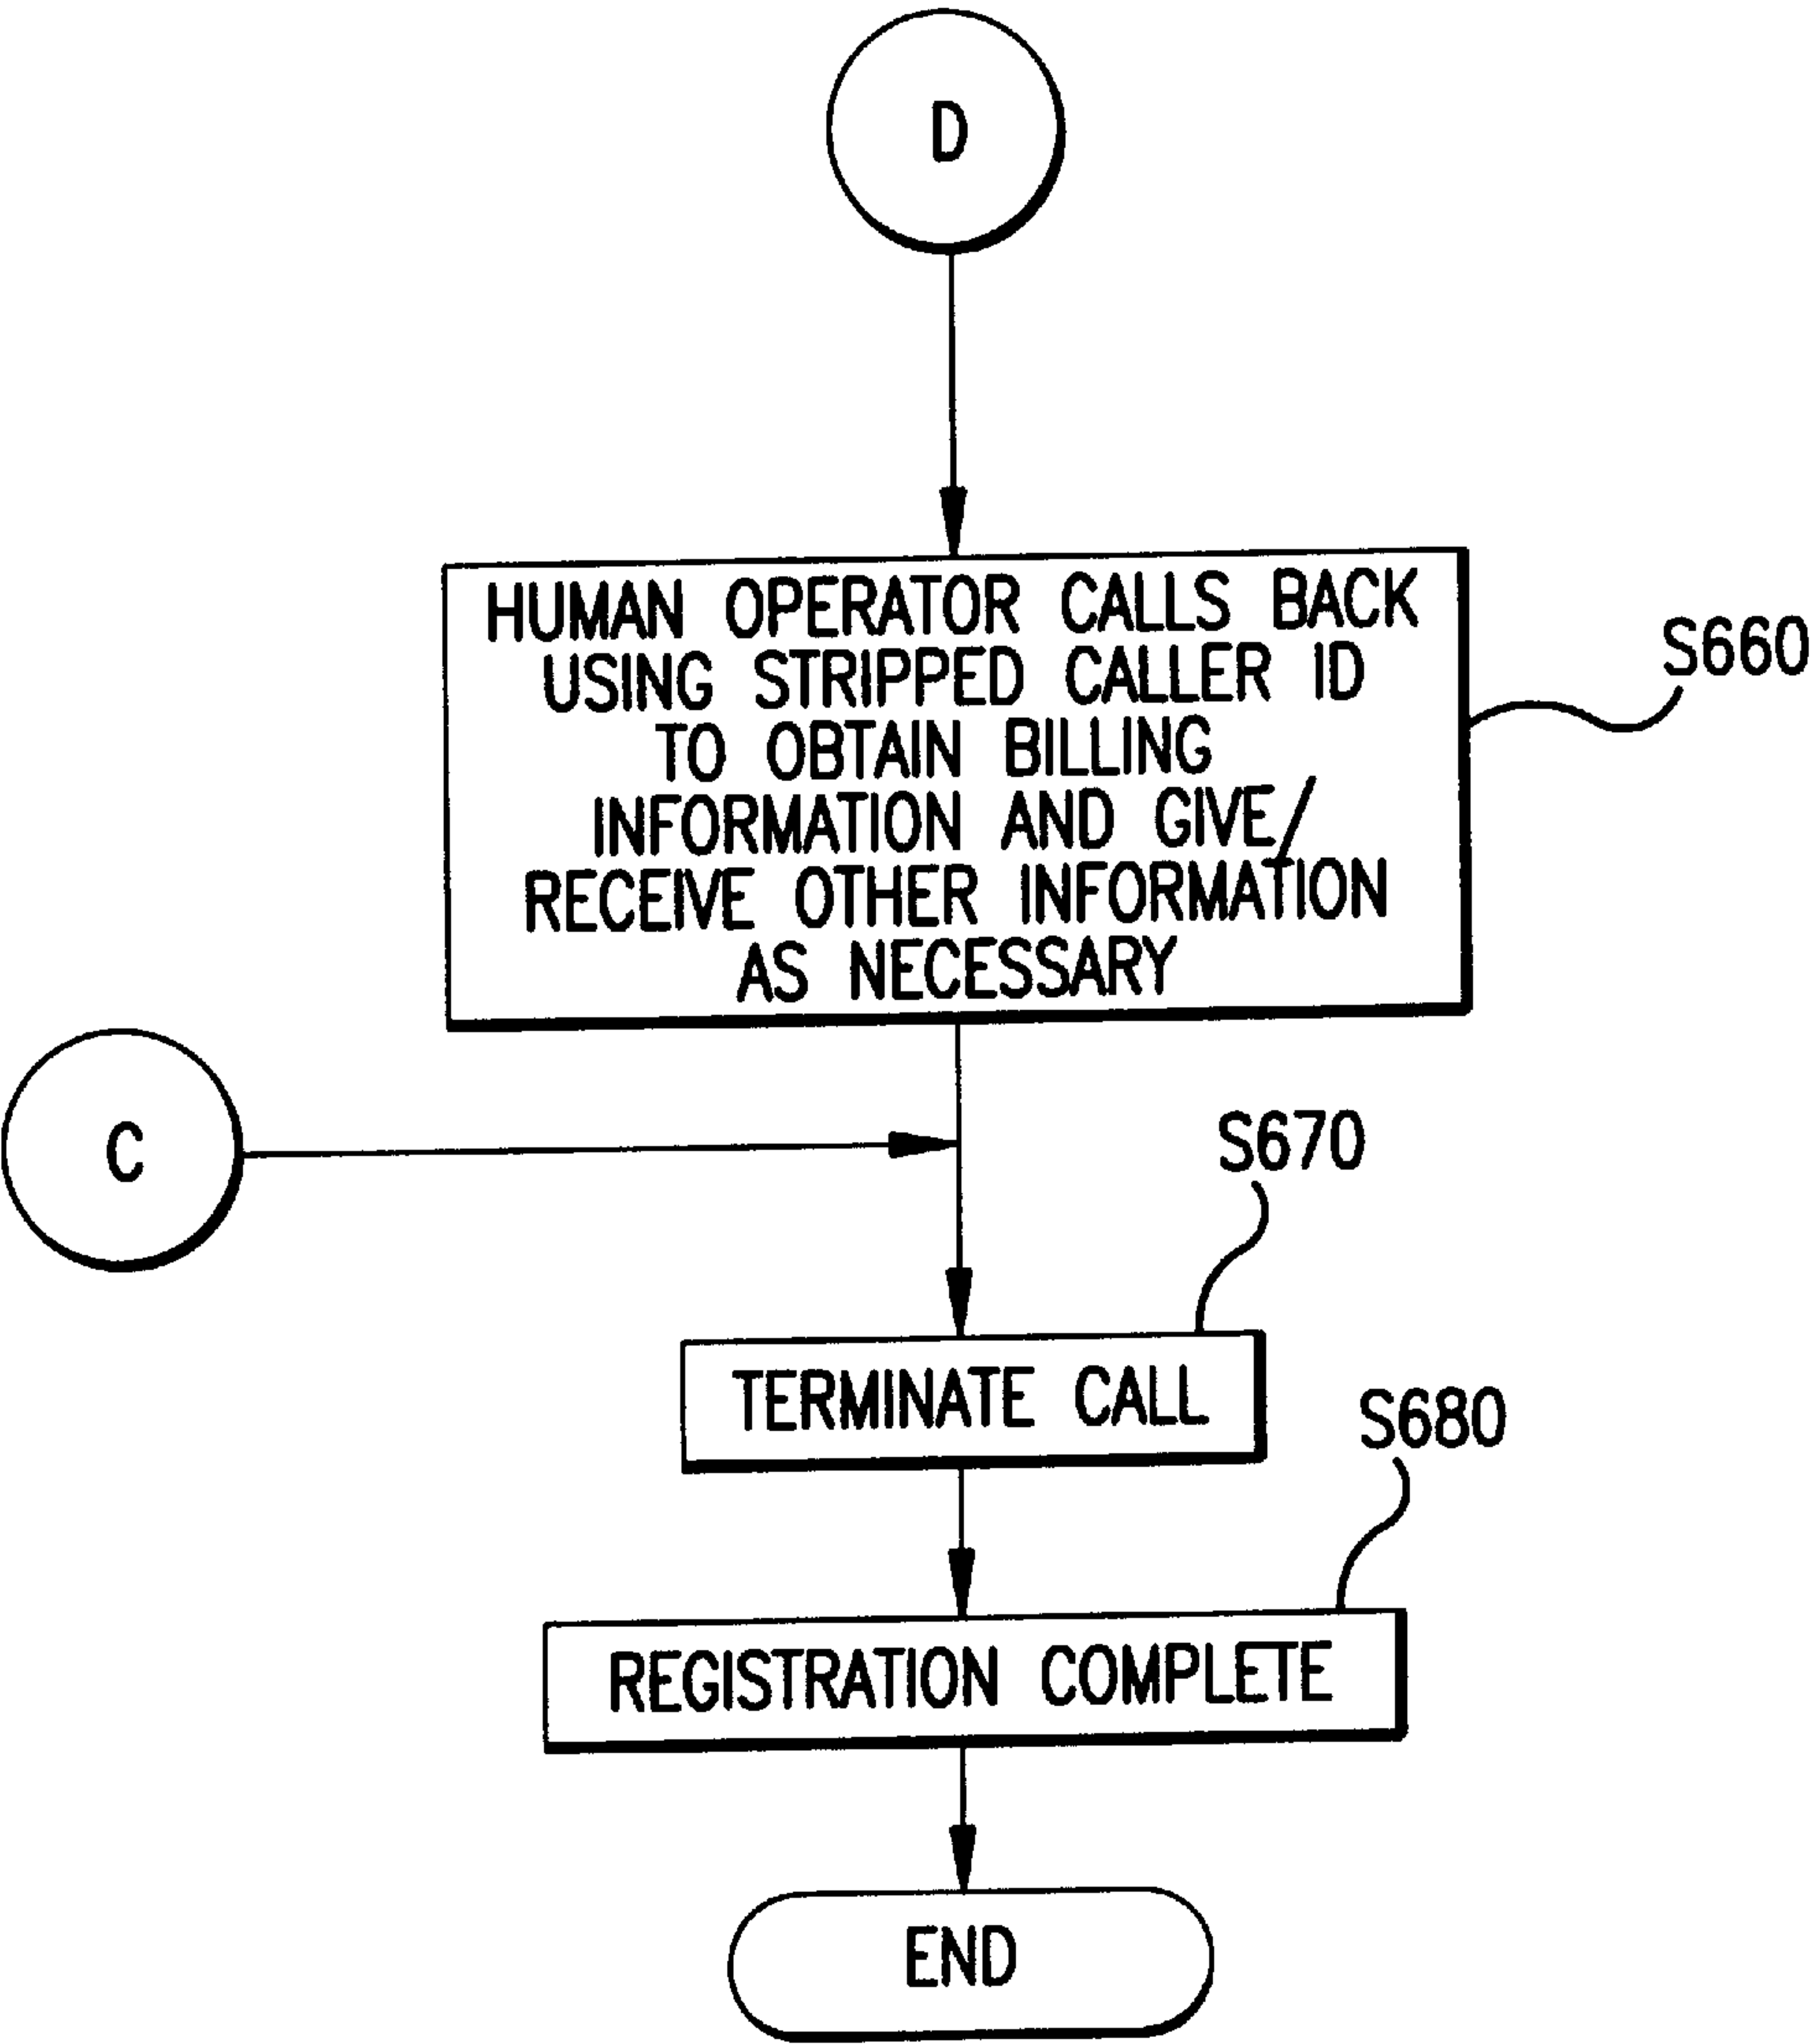 D
HUMAN OPERATOR CALLS BACK
USING STRIPPED CALLER ID
TO OBTAIN BILLING
INFORMATION AND GIVE/
RECEIVE OTHER INFORMATION
AS NECESSARY
S660
C
S670
TERMINATE CALL
S680
REGISTRATION COMPLETE
END